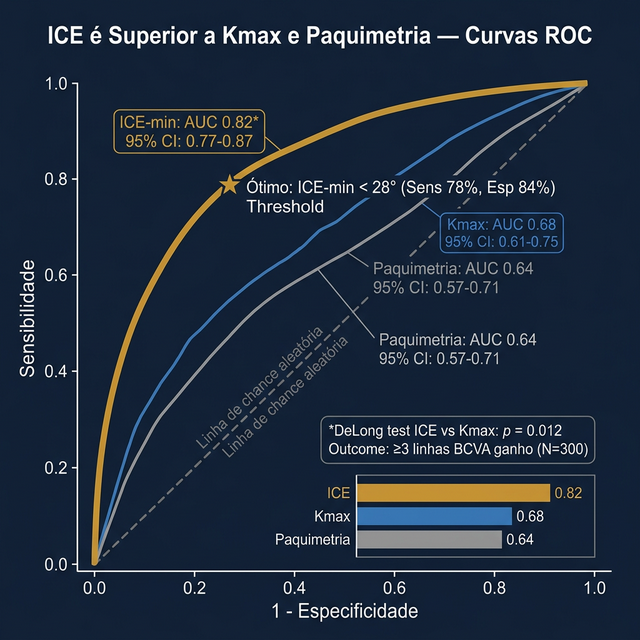 ICE é Superior a Kmax e Paquimetria — Curvas ROC
1.0
0.8
0.6
0.4
0.2
0.0
Sensibilidade
ICE-min: AUC 0.82*
95% CI: 0.77-0.87
Ótimo: ICE-min < 28° (Sens 78%, Esp 84%)
Threshold
Kmax: AUC 0.68
95% CI: 0.61-0.75
Paquimetria: AUC 0.64
95% CI: 0.57-0.71
Paquimetria: AUC 0.64
95% CI: 0.57-0.71
Linha de chance aleatória
Linha de chance aleatória
*DeLong test ICE vs Kmax: p = 0.012
Outcome: ≥3 linhas BCVA ganho (N=300)
ICE 0.82
Kmax 0.68
Paquimetria 0.64
0.0 0.2 0.4 0.6 0.8 1.0
1 - Especificidade